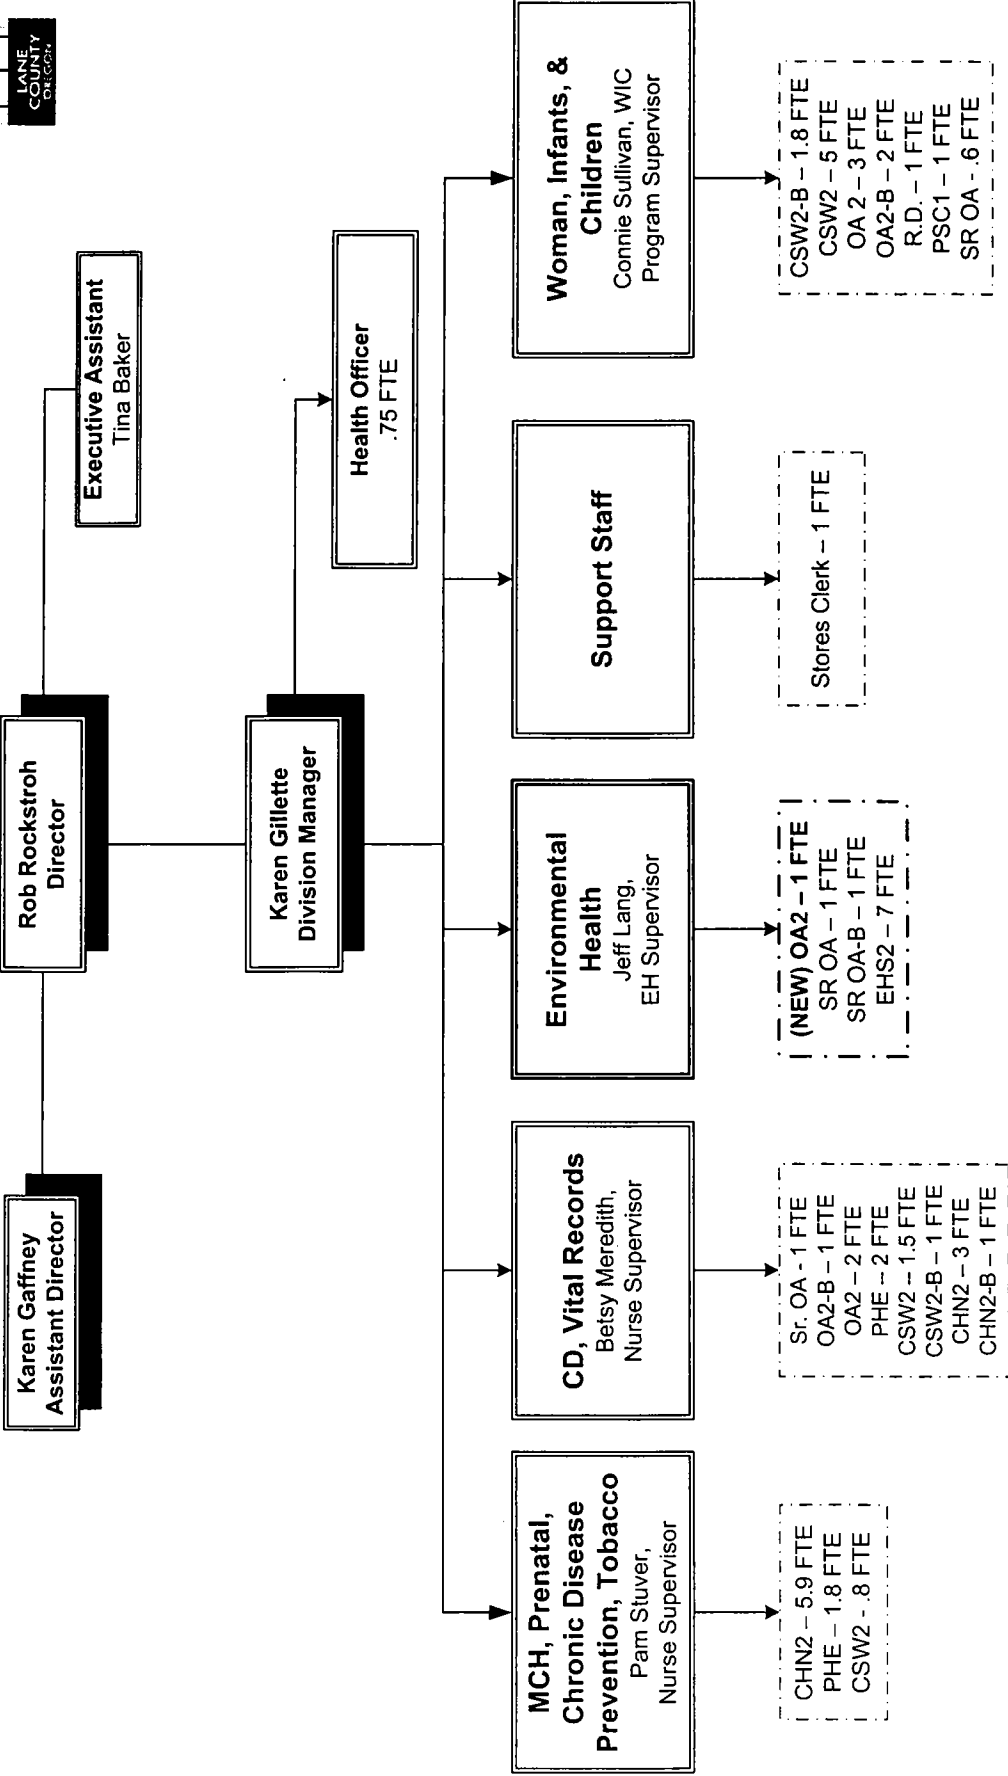 LANE
COUNTY
OREGON
Rob Rockstroh
Director
Karen Gaffney
Assistant Director
Executive Assistant
Tina Baker
Karen Gillette
Division Manager
Health Officer
.75 FTE
MCH, Prenatal,
Chronic Disease
Prevention, Tobacco
Pam Stuver,
Nurse Supervisor
CHN2 – 5.9 FTE
PHE – 1.8 FTE
CSW2 - .8 FTE
CD, Vital Records
Betsy Meredith,
Nurse Supervisor
Sr. OA - 1 FTE
OA2-B – 1 FTE
OA2 – 2 FTE
PHE – 2 FTE
CSW2 – 1.5 FTE
CSW2-B – 1 FTE
CHN2 – 3 FTE
CHN2-B – 1 FTE
Environmental
Health
Jeff Lang,
EH Supervisor
(NEW) OA2 – 1 FTE
SR OA – 1 FTE
SR OA-B – 1 FTE
EHS2 – 7 FTE
Support Staff
Stores Clerk – 1 FTE
Woman, Infants, &
Children
Connie Sullivan, WIC
Program Supervisor
CSW2-B – 1.8 FTE
CSW2 – 5 FTE
OA 2 – 3 FTE
OA2-B – 2 FTE
R.D. – 1 FTE
PSC1 – 1 FTE
SR OA - .6 FTE